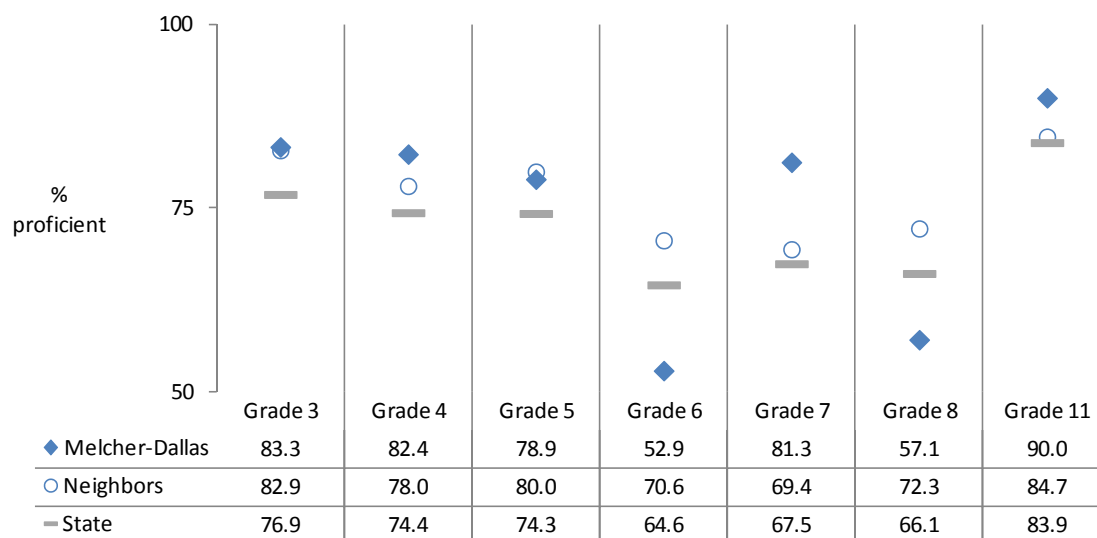 100
%
proficient
75
50
Grade 3 Grade 4 Grade 5 Grade 6 Grade 7 Grade 8 Grade 11
Melcher-Dallas 83.3 82.4 78.9 52.9 81.3 57.1 90.0
Neighbors 82.9 78.0 80.0 70.6 69.4 72.3 84.7
State 76.9 74.4 74.3 64.6 67.5 66.1 83.9